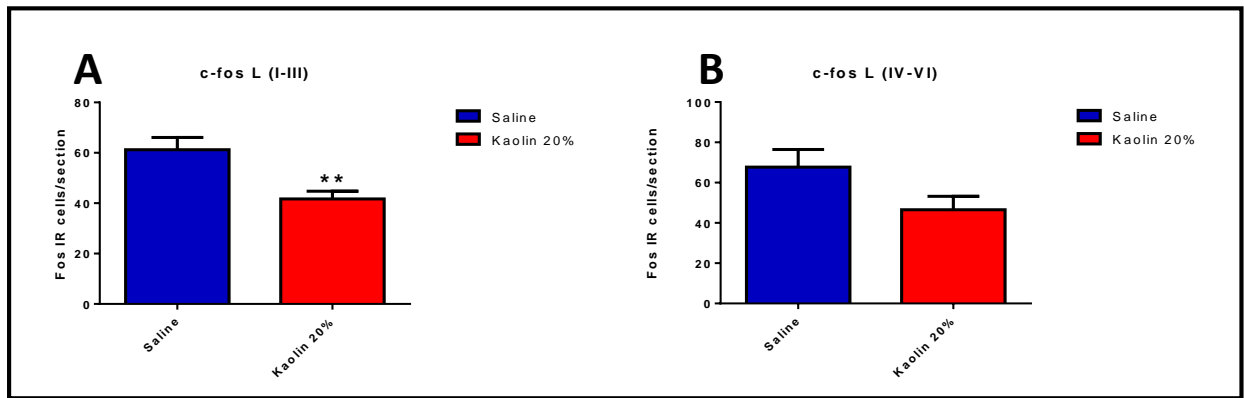 A
c-fos L (I-III)
80
60
40
20
0
Fos IR cells/section
**
Saline
Kaolin 20%
Saline
Kaolin 20%
B
c-fos L (IV-VI)
100
80
60
40
20
0
Fos IR cells/section
Saline
Kaolin 20%
Saline
Kaolin 20%